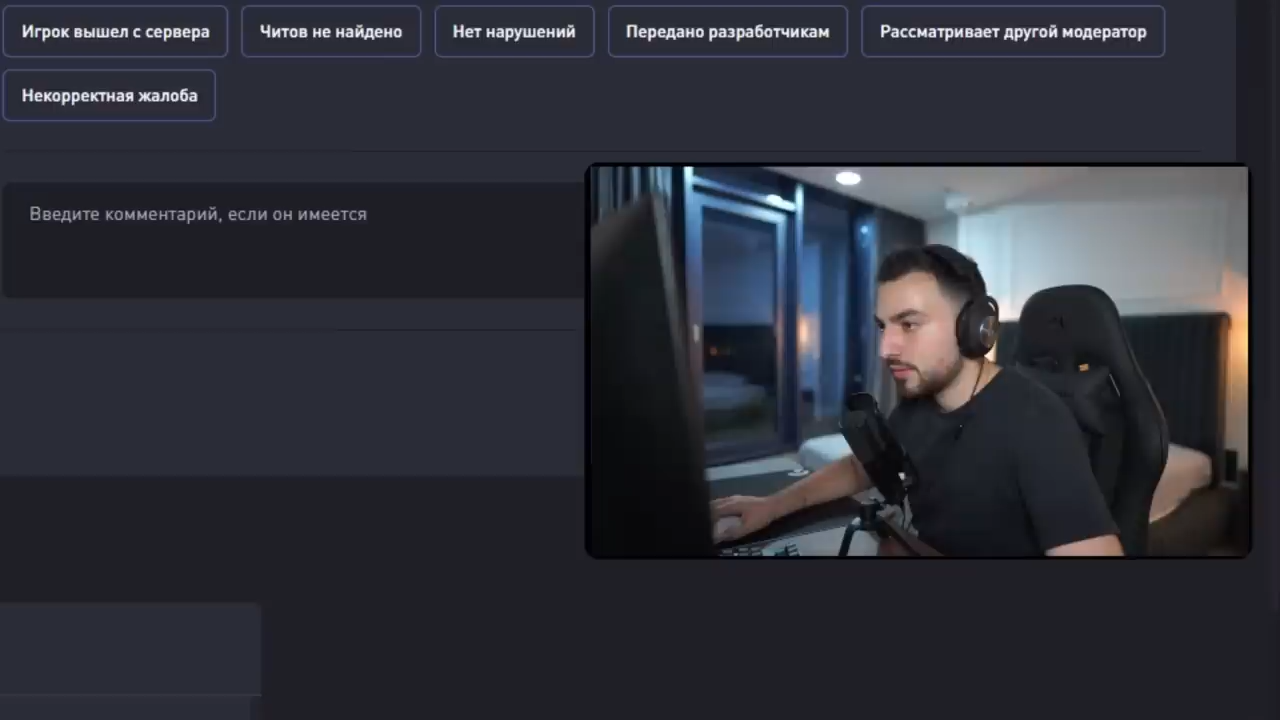 Игрок вышел с сервера Читов не найдено Нет нарушений Передано разработчикам Рассматривает другой модератор
Некорректная жалоба
Введите комментарий, если он имеется